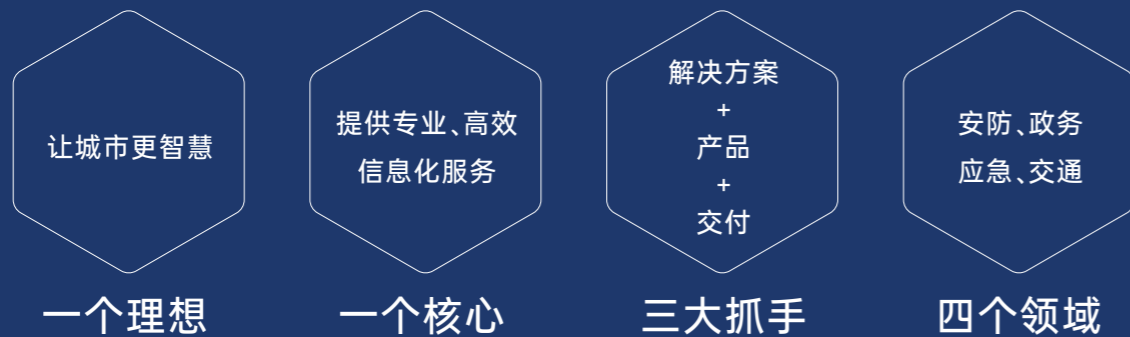 让城市更智慧
提供专业、高效
信息化服务
解决方案
+
产品
+
交付
安防、政务
应急、交通
一个理想
一个核心
三大抓手
四个领域